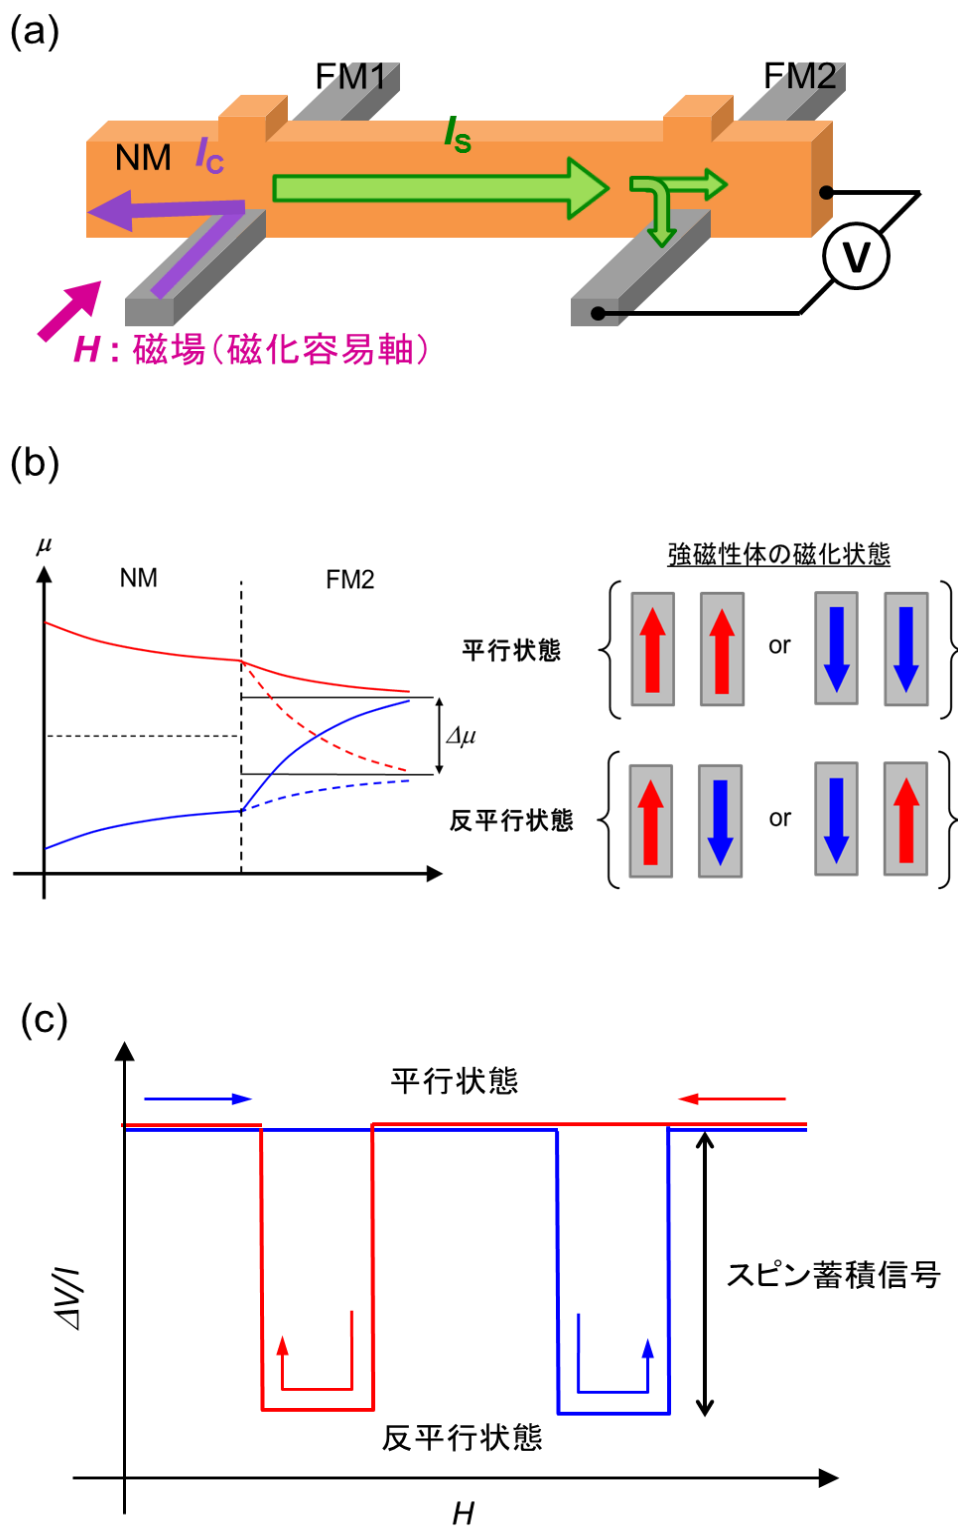 (a)
FM1
FM2
NM
I_C
I_S
V
H : 磁場(磁化容易軸)
(b)
μ
NM
FM2
Δμ
強磁性体の磁化状態
平行状態
or
反平行状態
or
(c)
平行状態
ΔV/I
スピン蓄積信号
反平行状態
H